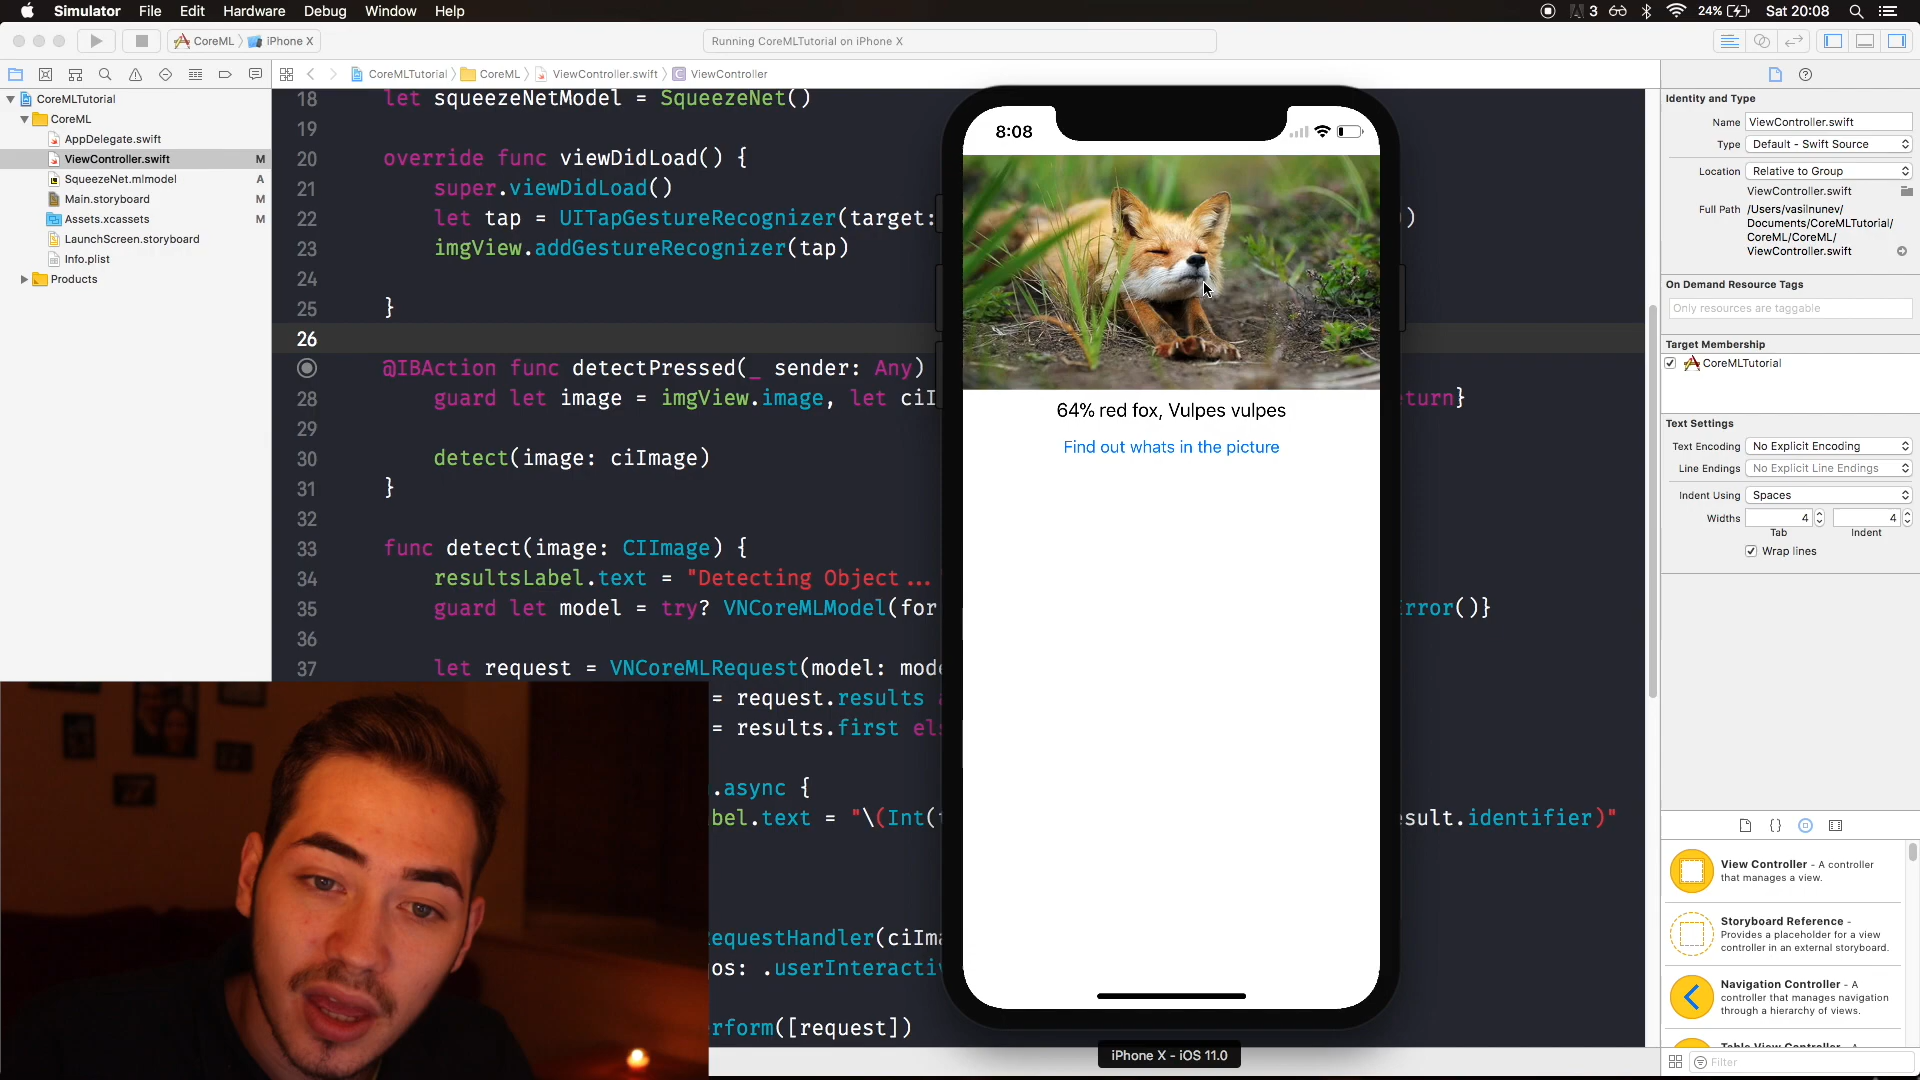 Simulator File Edit Hardware Debug Window Help
3 24% Sat 20:08
CoreML iPhone X
Running CoreMLTutorial on iPhone X
CoreMLTutorial CoreML ViewController.swift ViewController
CoreMLTutorial
CoreML
AppDelegate.swift
ViewController.swift M
SqueezeNet.mlmodel A
Main.storyboard M
Assets.xcassets M
LaunchScreen.storyboard
Info.plist
Products
18 let squeezeNetModel = SqueezeNet()
19
20 override func viewDidLoad() {
21 super.viewDidLoad()
22 let tap = UITapGestureRecognizer(target: ))
23 imgView.addGestureRecognizer(tap)
24
25 }
26
@IBAction func detectPressed(_ sender: Any)
28 guard let image = imgView.image, let
29
30 detect(image: ciImage)
31 }
32
33 func detect(image: CIImage) {
34 resultsLabel.text = "Detecting Object...
35 guard let model = try? VNCoreMLModel(for rror()}
36
37 let request = VNCoreMLRequest(model:
= request.results
= results.first
.async {
bel.text = "\(Int( sult.identifier)"
equestHandler(
os:
rform([request])
8:08
64% red fox, Vulpes vulpes
Find out whats in the picture
iPhone X - iOS 11.0
Identity and Type
Name ViewController.swift
Type Default - Swift Source
Location Relative to Group
ViewController.swift
Full Path /Users/vasilnunev/
Documents/CoreMLTutorial/
CoreML/CoreML/
ViewController.swift
On Demand Resource Tags
Only resources are taggable
Target Membership
CoreMLTutorial
Text Settings
Text Encoding No Explicit Encoding
Line Endings No Explicit Line Endings
Indent Using Spaces
Widths 4 4
Tab Indent
Wrap lines
View Controller - A controller
that manages a view.
Storyboard Reference -
Provides a placeholder for a view
controller in an external storyboard.
Navigation Controller - A
controller that manages navigation
through a hierarchy of views.
Filter